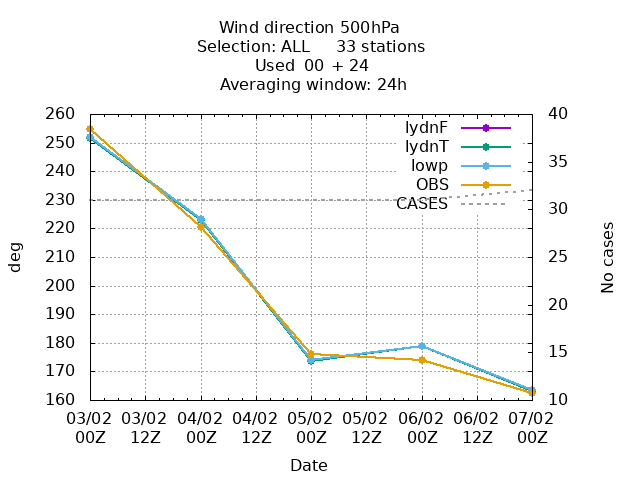 Wind direction 500hPa
Selection: ALL 33 stations
Used 00 + 24
Averaging window: 24h
260
250
240
230
220
210
200
190
180
170
160
deg
40
35
30
25
20
15
10
No cases
lydnF
lydnT
lowp
OBS
CASES
03/02 03/02 04/02 04/02 05/02 05/02 06/02 06/02 07/02
00Z 12Z 00Z 12Z 00Z 12Z 00Z 12Z 00Z
Date